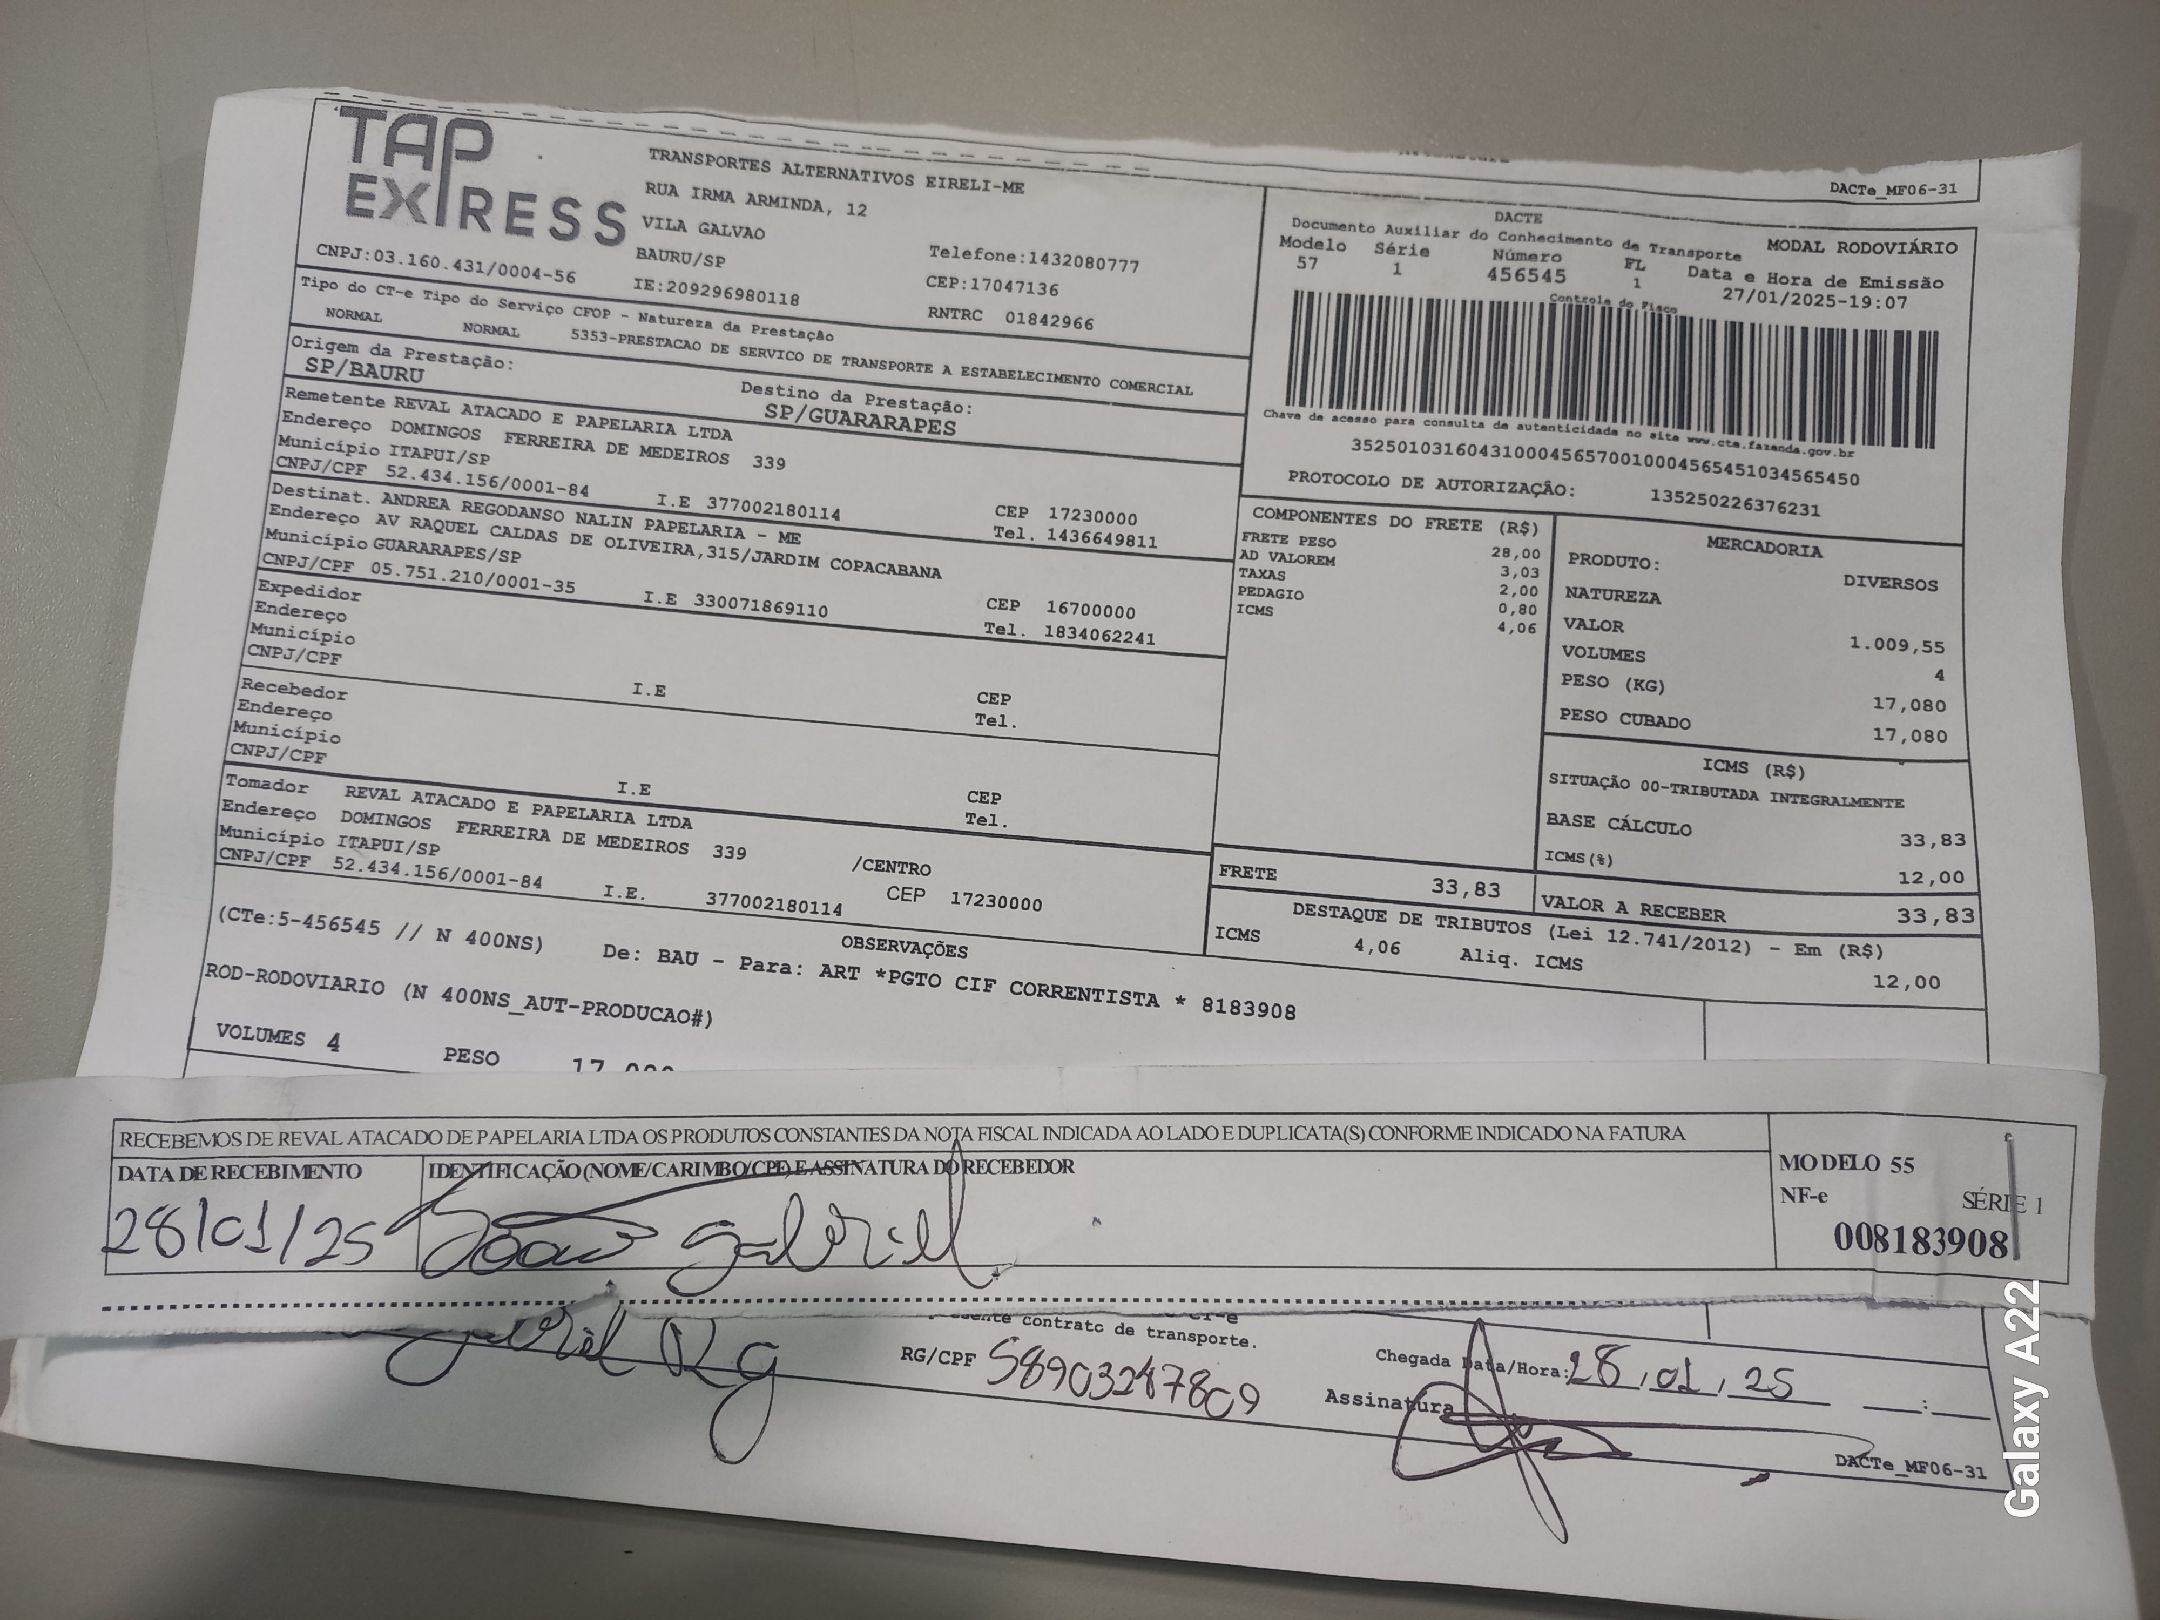 TAP EXPRESS
TRANSPORTES ALTERNATIVOS EIRELI-ME
RUA IRMA ARMINDA, 12
VILA GALVAO
BAURU/SP Telefone:1432080777
CNPJ:03.160.431/0004-56 IE:209296980118 CEP:17047136
RNTRC 01842966
Tipo do CT-e Tipo do Serviço CFOP - Natureza da Prestação
NORMAL NORMAL 5353-PRESTACAO DE SERVICO DE TRANSPORTE A ESTABELECIMENTO COMERCIAL
Origem da Prestação: Destino da Prestação:
SP/BAURU SP/GUARARAPES
Remetente REVAL ATACADO E PAPELARIA LTDA
Endereço DOMINGOS FERREIRA DE MEDEIROS 339
Município ITAPUI/SP CEP 17230000
CNPJ/CPF 52.434.156/0001-84 I.E 377002180114 Tel. 1436649811
Destinat. ANDREA REGODANSO NALIN PAPELARIA - ME
Endereço AV RAQUEL CALDAS DE OLIVEIRA,315/JARDIM COPACABANA
Município GUARARAPES/SP CEP 16700000
CNPJ/CPF 05.751.210/0001-35 I.E 330071869110 Tel. 1834062241
Expedidor
Endereço
Município CEP
CNPJ/CPF I.E Tel.
Recebedor
Endereço
Município CEP
CNPJ/CPF I.E Tel.
Tomador REVAL ATACADO E PAPELARIA LTDA
Endereço DOMINGOS FERREIRA DE MEDEIROS 339 /CENTRO
Município ITAPUI/SP CEP 17230000
CNPJ/CPF 52.434.156/0001-84 I.E. 377002180114
OBSERVAÇÕES
(CTe:5-456545 // N 400NS) De: BAU - Para: ART *PGTO CIF CORRENTISTA * 8183908
ROD-RODOVIARIO (N 400NS_AUT-PRODUCAO#)
VOLUMES 4 PESO
DACTe_MF06-31
DACTE MODAL RODOVIÁRIO
Documento Auxiliar do Conhecimento de Transporte
Modelo Série Número FL Data e Hora de Emissão
57 1 456545 1 27/01/2025-19:07
Controle do Fisco
Chave de acesso para consulta de autenticidade no site www.cte.fazenda.gov.br
35250103160431000456570010004565451034565450
PROTOCOLO DE AUTORIZAÇÃO: 135250226376231
COMPONENTES DO FRETE (R$)
FRETE PESO 28,00
AD VALOREM 3,03
TAXAS 2,00
PEDAGIO 0,80
ICMS 4,06
MERCADORIA
PRODUTO: DIVERSOS
NATUREZA
VALOR 1.009,55
VOLUMES 4
PESO (KG) 17,080
PESO CUBADO 17,080
ICMS (R$)
SITUAÇÃO 00-TRIBUTADA INTEGRALMENTE
BASE CÁLCULO 33,83
ICMS(%) 12,00
FRETE 33,83 VALOR A RECEBER 33,83
DESTAQUE DE TRIBUTOS (Lei 12.741/2012) - Em (R$)
ICMS 4,06 Aliq. ICMS 12,00
RECEBEMOS DE REVAL ATACADO DE PAPELARIA LTDA OS PRODUTOS CONSTANTES DA NOTA FISCAL INDICADA AO LADO E DUPLICATA(S) CONFORME INDICADO NA FATURA
DATA DE RECEBIMENTO IDENTIFICAÇÃO (NOME/CARIMBO/CPF) E ASSINATURA DO RECEBEDOR
28/01/25 João Gabriel
MODELO 55
NF-e SÉRIE 1
008183908
contrato de transporte.
Rg RG/CPF 58903247809 Chegada Data/Hora: 28,01,25 :
Assinatura
DACTe_MF06-31
Galaxy A22